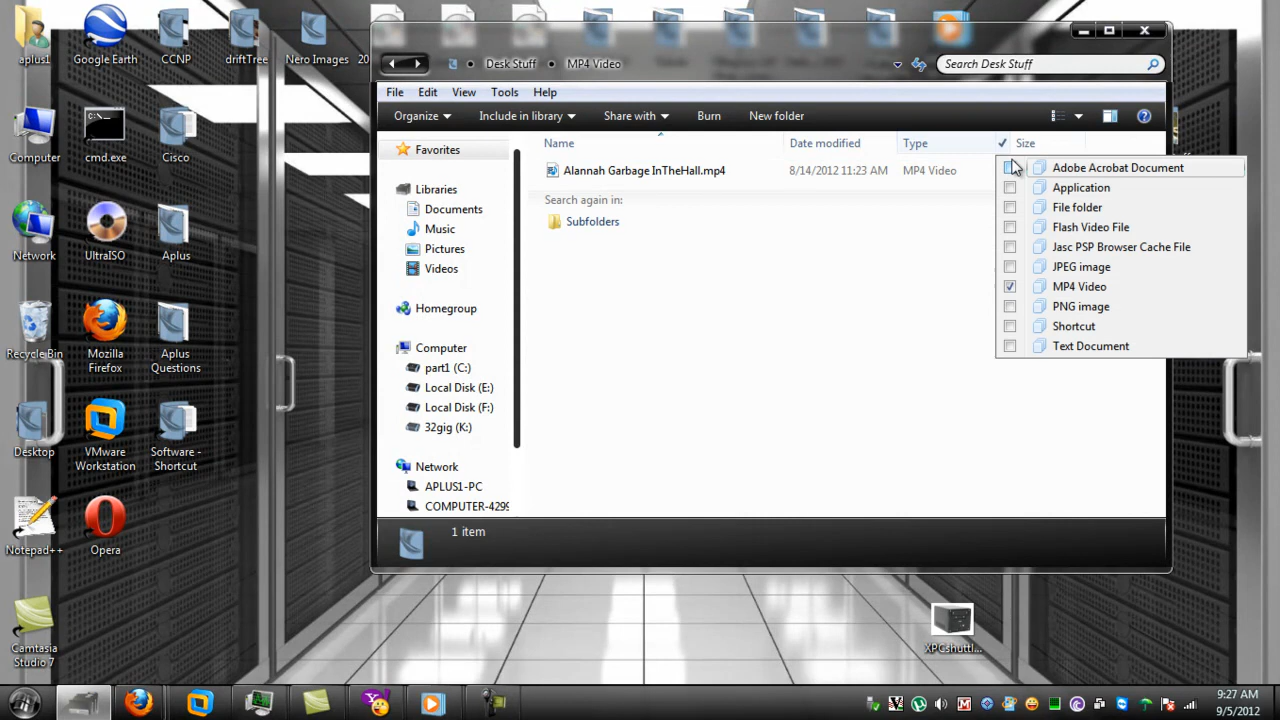 aplus1
Google Earth
CCNP
driftTree
Nero Images
20
Computer
cmd.exe
Cisco
Network
UltraISO
Aplus
Recycle Bin
Mozilla
Firefox
Aplus
Questions
Desktop
VMware
Workstation
Software -
Shortcut
Notepad++
Opera
Camtasia
Studio 7
Desk Stuff
MP4 Video
Search Desk Stuff
File
Edit
View
Tools
Help
Organize
Include in library
Share with
Burn
New folder
Favorites
Libraries
Documents
Music
Pictures
Videos
Homegroup
Computer
part1 (C:)
Local Disk (E:)
Local Disk (F:)
32gig (K:)
Network
APLUS1-PC
COMPUTER-4299
Name
Date modified
Type
Size
Alannah Garbage InTheHall.mp4
8/14/2012 11:23 AM
MP4 Video
Search again in:
Subfolders
Adobe Acrobat Document
Application
File folder
Flash Video File
Jasc PSP Browser Cache File
JPEG image
MP4 Video
PNG image
Shortcut
Text Document
1 item
XPCshuttl...
9:27 AM
9/5/2012